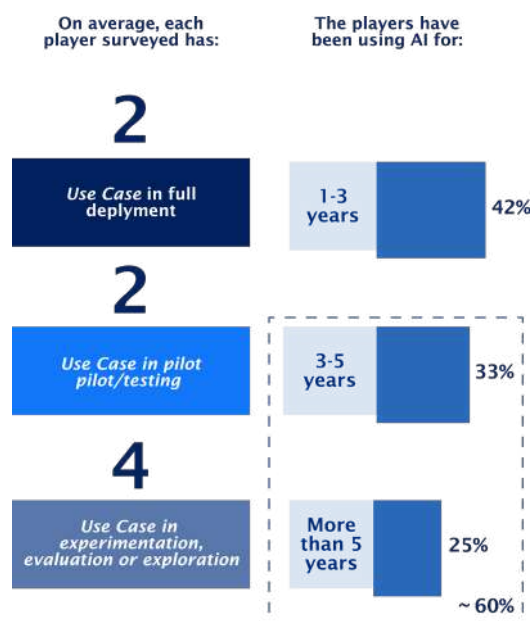 On average, each
player surveyed has:
2
Use Case in full
deplyment
2
Use Case in pilot
pilot/testing
4
Use Case in
experimentation,
evaluation or exploration
The players have
been using AI for:
1-3
years
42%
3-5
years
33%
More
than 5
years
25%
~ 60%